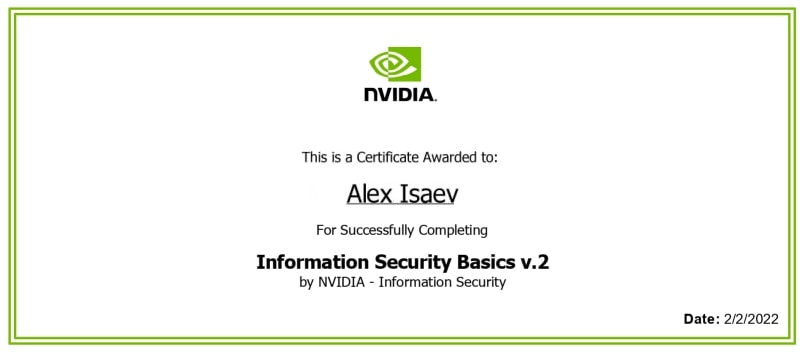 NVIDIA.
This is a Certificate Awarded to:
Alex Isaev
For Successfully Completing
Information Security Basics v.2
by NVIDIA - Information Security
Date: 2/2/2022